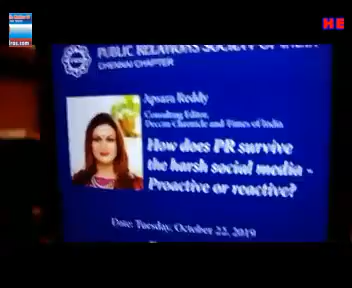 HE
PUBLIC RELATIONS SOCIETY OF INDIA
CHENNAI CHAPTER
Apsara Reddy
Consulting Editor,
Deccan Chronicle and Times of India
How does PR survive
the harsh social media -
Proactive or reactive?
Date: Tuesday, October 22, 2019